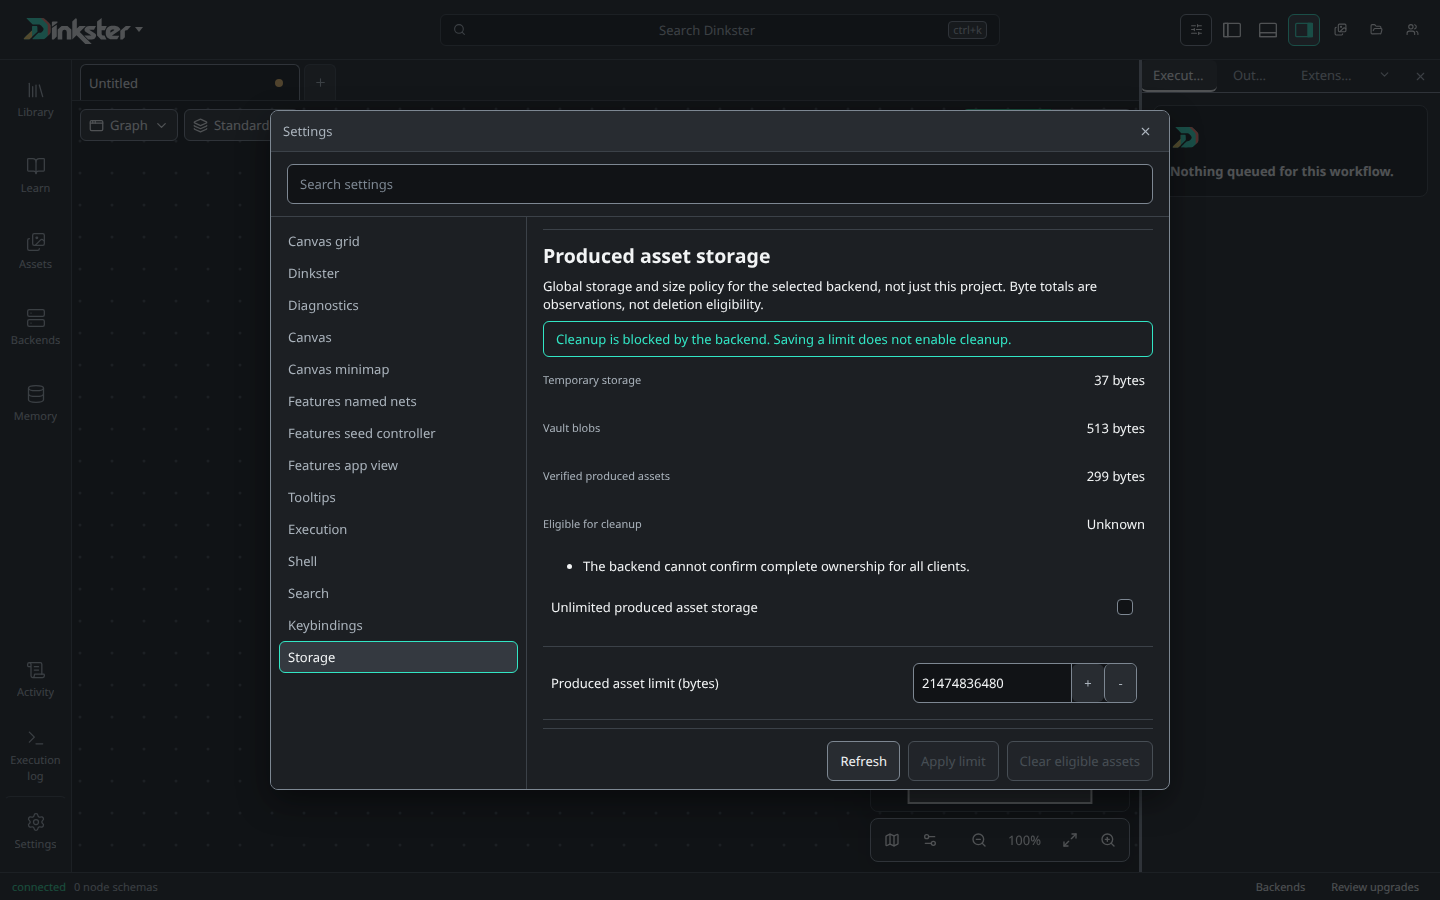 Dinkster
Search Dinkster
ctrl+k
Untitled
+
Execut...
Out...
Extens...
Library
Learn
Assets
Backends
Memory
Activity
Execution
log
Settings
Graph
Standard
Nothing queued for this workflow.
Settings
Search settings
Canvas grid
Dinkster
Diagnostics
Canvas
Canvas minimap
Features named nets
Features seed controller
Features app view
Tooltips
Execution
Shell
Search
Keybindings
Storage
Produced asset storage
Global storage and size policy for the selected backend, not just this project. Byte totals are
observations, not deletion eligibility.
Cleanup is blocked by the backend. Saving a limit does not enable cleanup.
Temporary storage 37 bytes
Vault blobs 513 bytes
Verified produced assets 299 bytes
Eligible for cleanup Unknown
• The backend cannot confirm complete ownership for all clients.
Unlimited produced asset storage
Produced asset limit (bytes) 21474836480 + -
Refresh Apply limit Clear eligible assets
100%
connected 0 node schemas
Backends Review upgrades